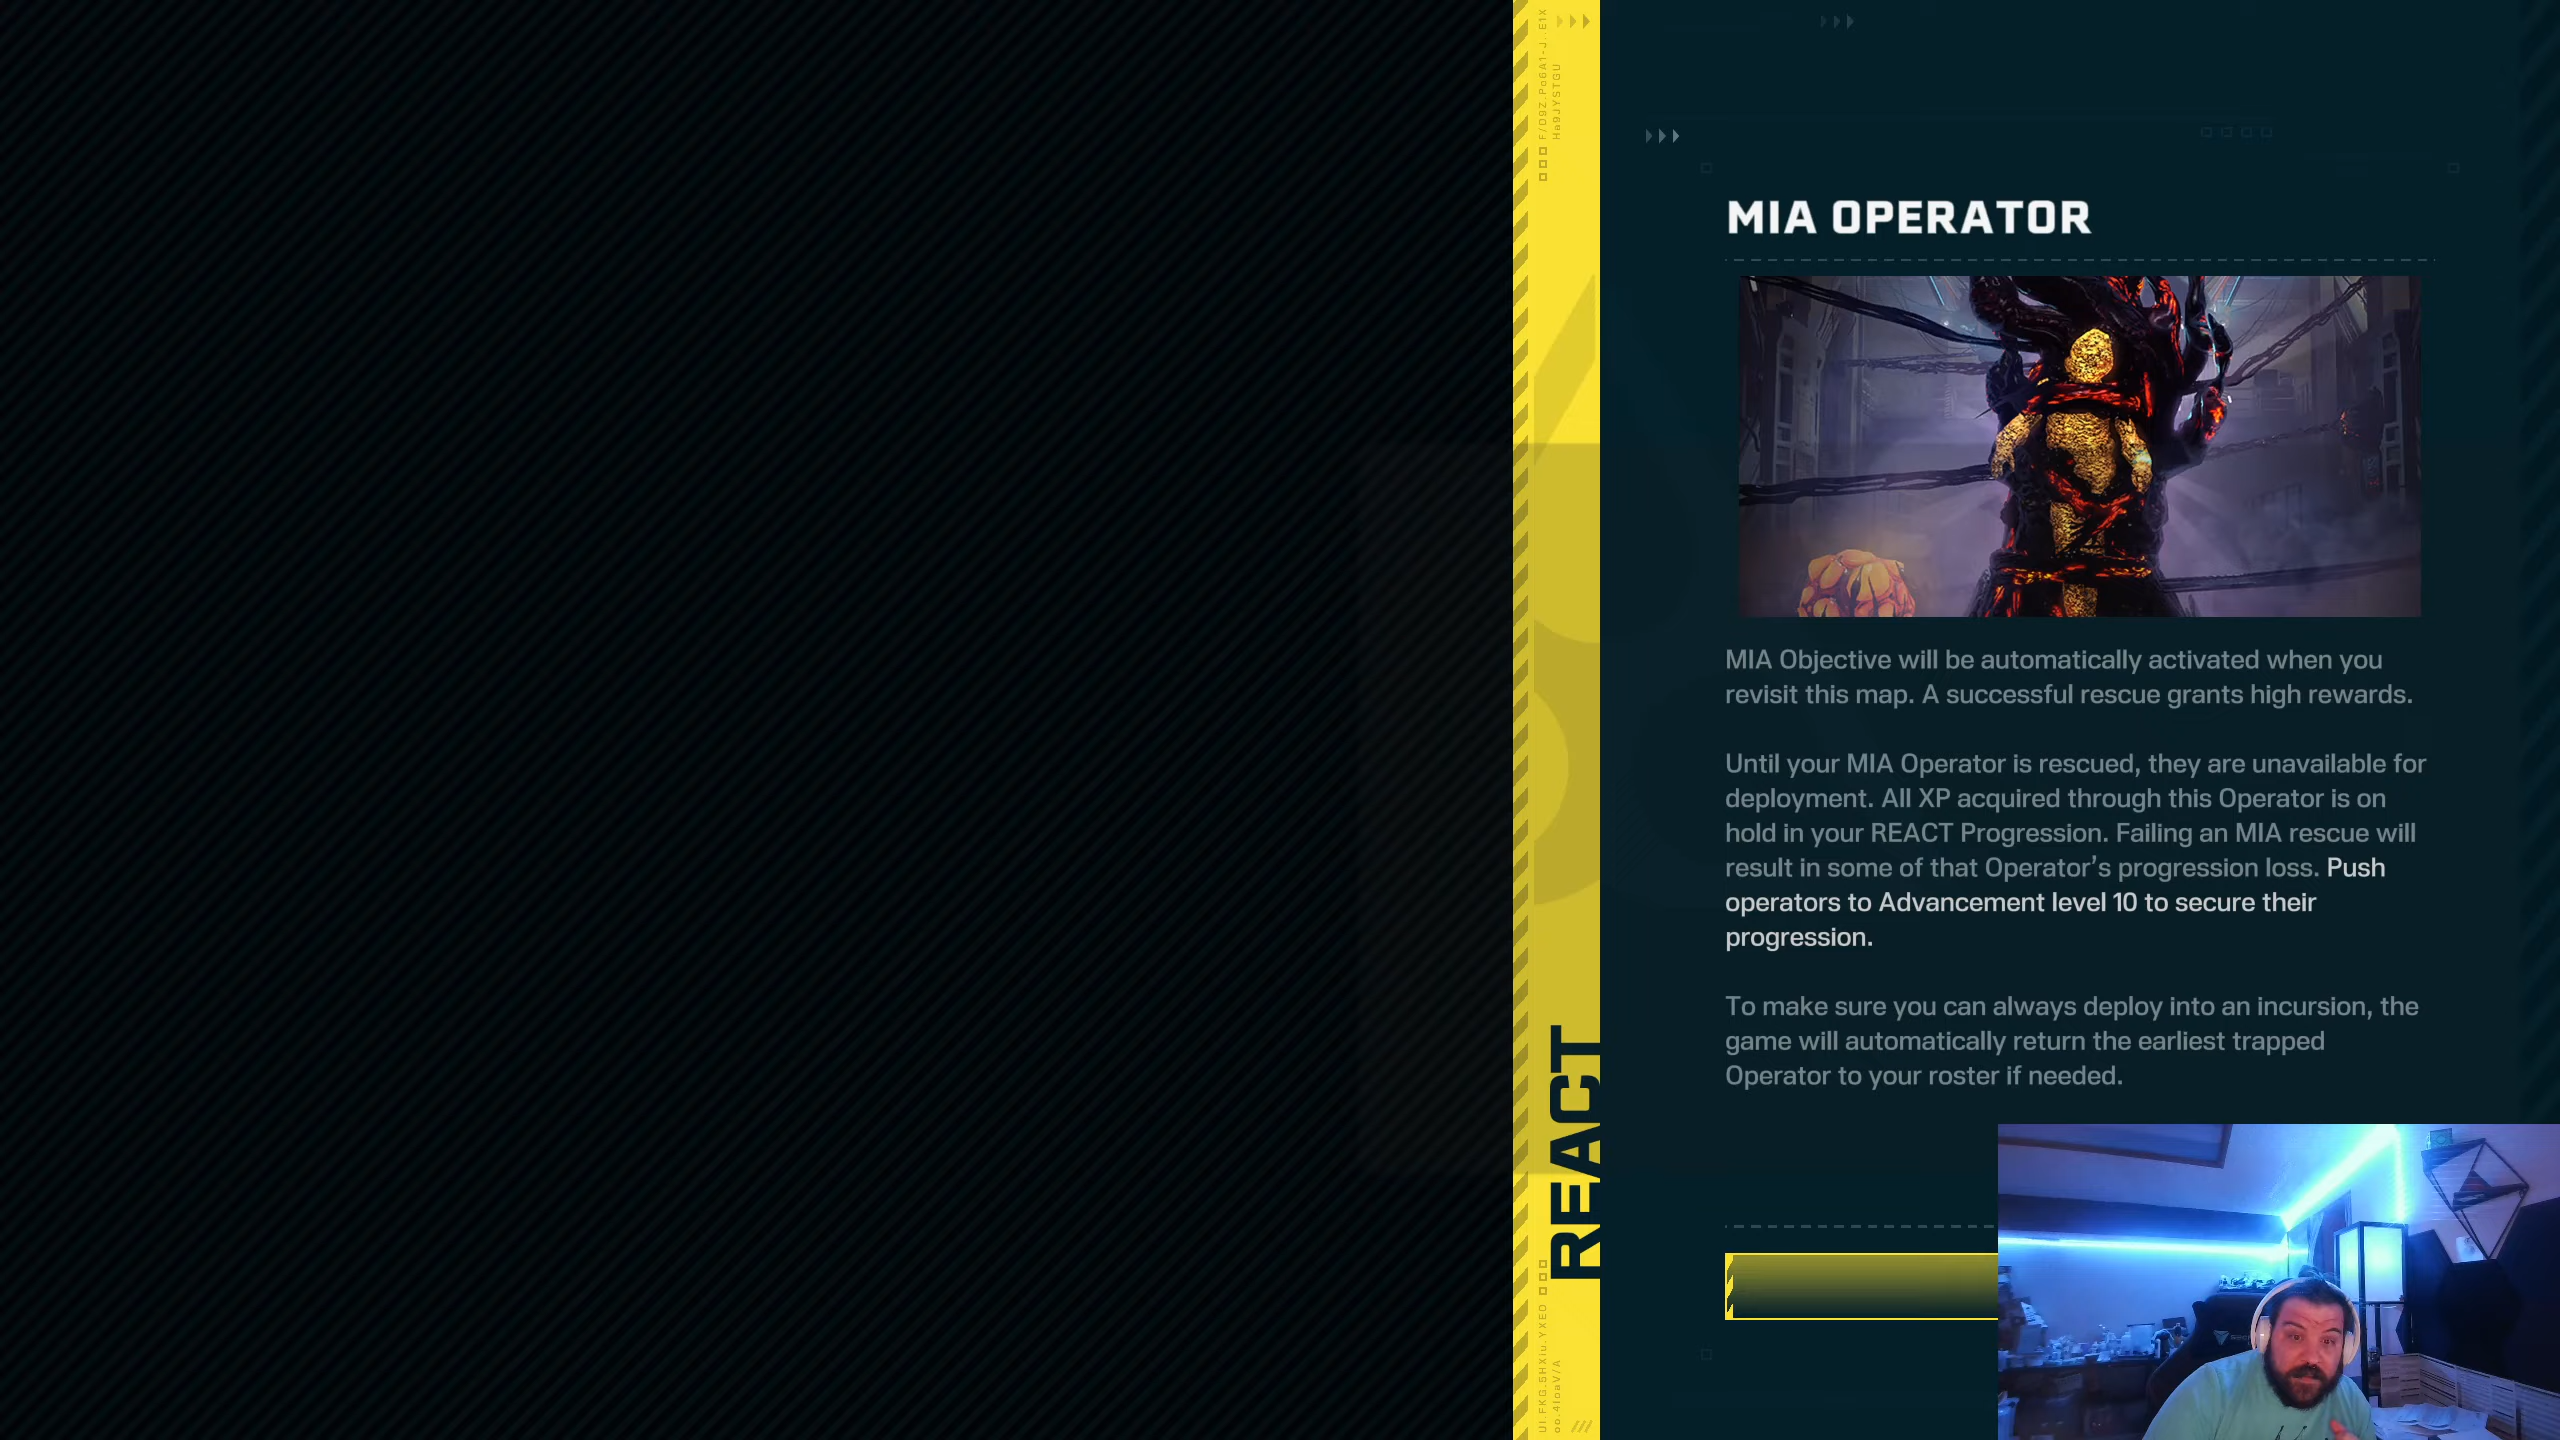 MIA OPERATOR
MIA Objective will be automatically activated when you
revisit this map. A successful rescue grants high rewards.
Until your MIA Operator is rescued, they are unavailable for
deployment. All XP acquired through this Operator is on
hold in your REACT Progression. Failing an MIA rescue will
result in some of that Operator's progression loss. Push
operators to Advancement level 10 to secure their
progression.
To make sure you can always deploy into an incursion, the
game will automatically return the earliest trapped
Operator to your roster if needed.
REACT